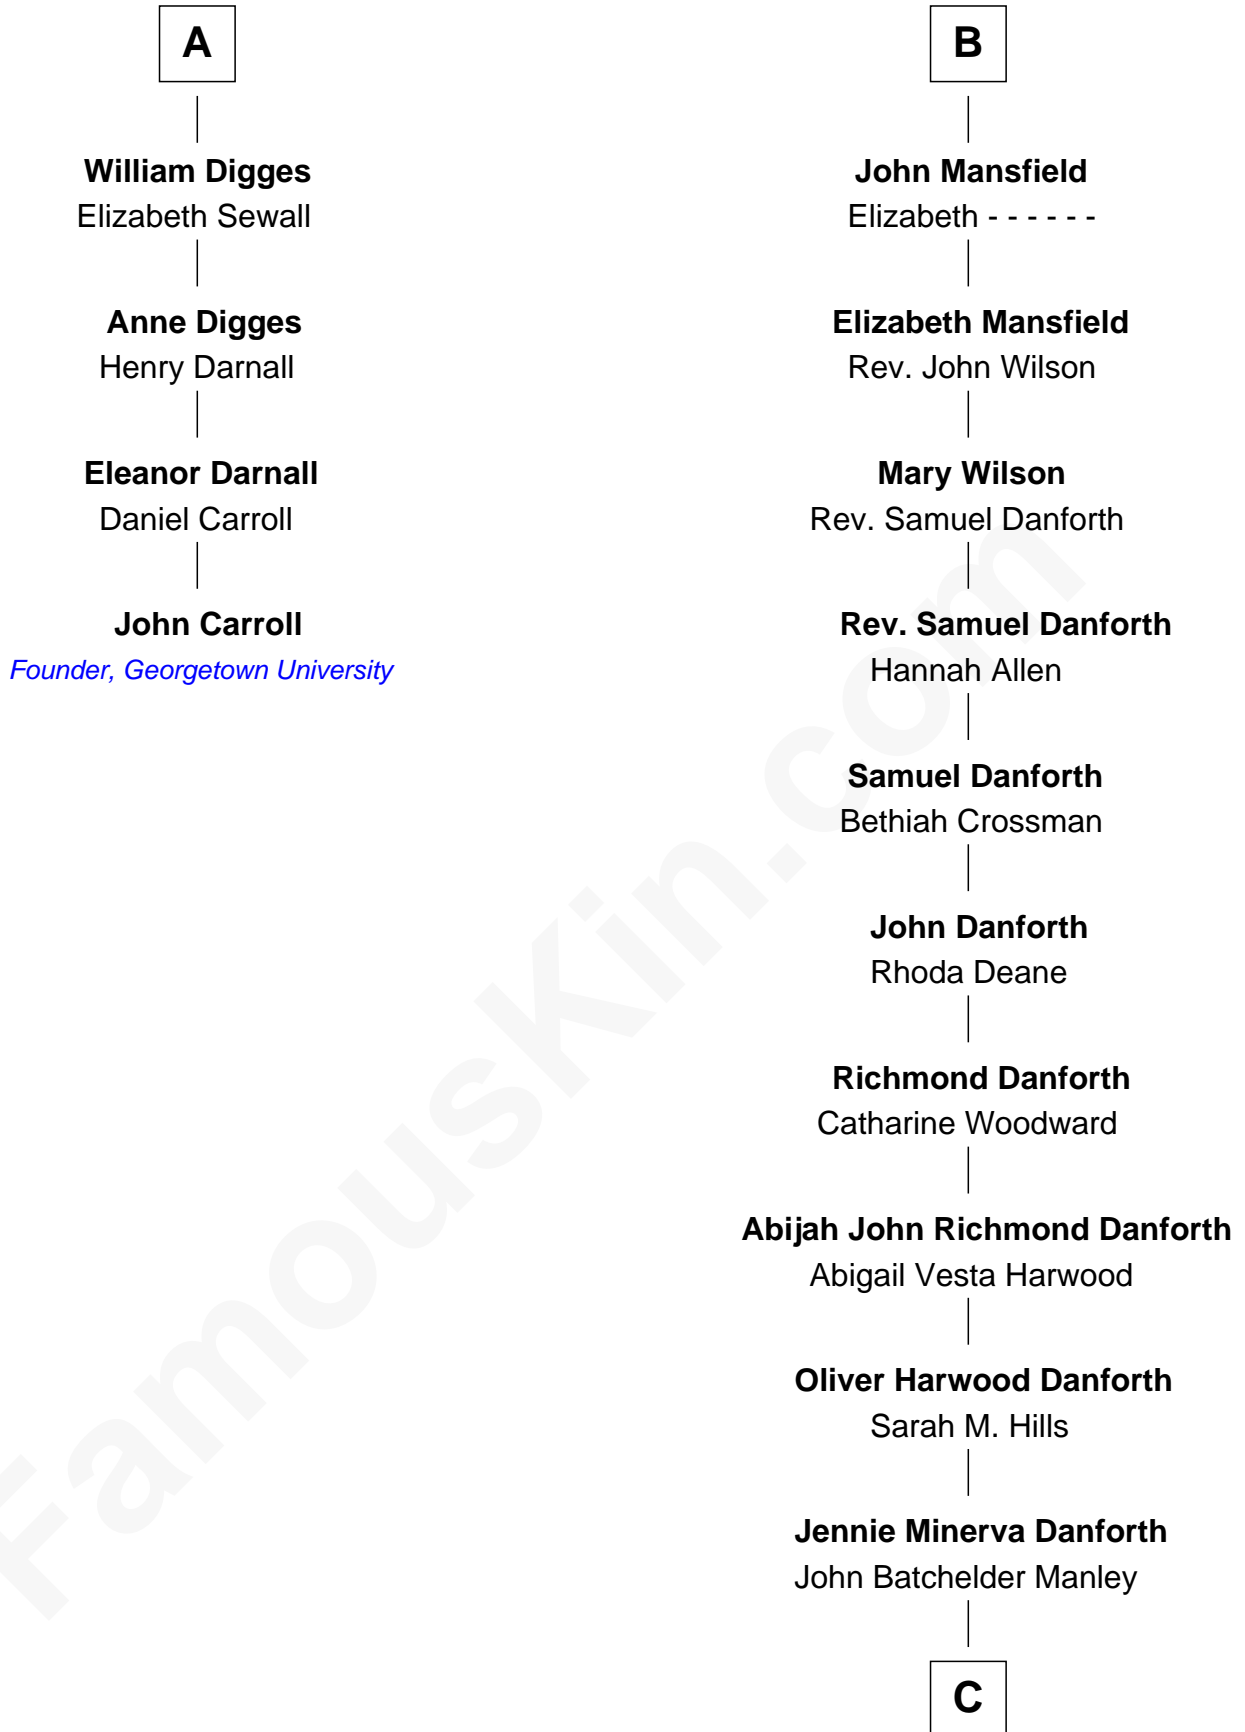 A
William Digges
Elizabeth Sewall
Anne Digges
Henry Darnall
Eleanor Darnall
Daniel Carroll
John Carroll
Founder, Georgetown University
B
John Mansfield
Elizabeth - - - - - -
Elizabeth Mansfield
Rev. John Wilson
Mary Wilson
Rev. Samuel Danforth
Rev. Samuel Danforth
Hannah Allen
Samuel Danforth
Bethiah Crossman
John Danforth
Rhoda Deane
Richmond Danforth
Catharine Woodward
Abijah John Richmond Danforth
Abigail Vesta Harwood
Oliver Harwood Danforth
Sarah M. Hills
Jennie Minerva Danforth
John Batchelder Manley
C
FamousKin.com